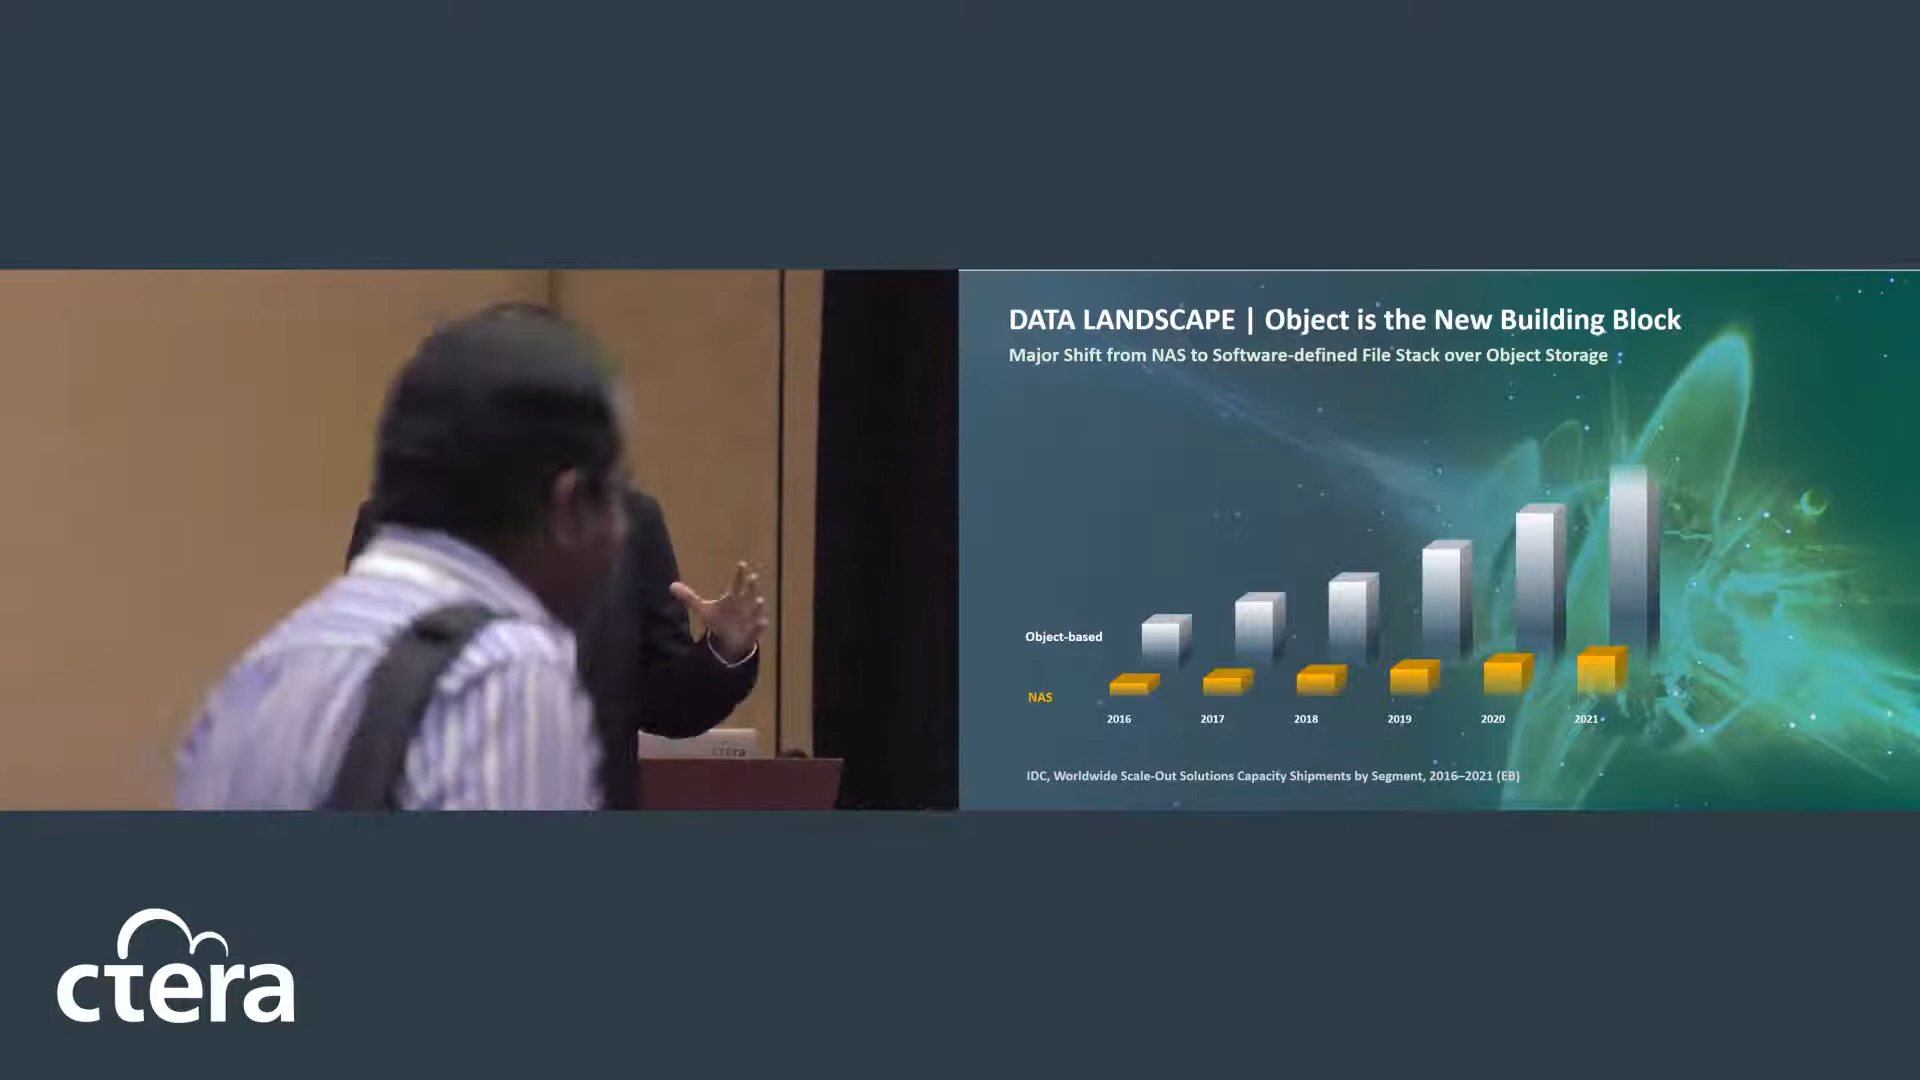 DATA LANDSCAPE | Object is the New Building Block
Major Shift from NAS to Software-defined File Stack over Object Storage
Object-based
NAS
2016 2017 2018 2019 2020 2021
IDC, Worldwide Scale-Out Solutions Capacity Shipments by Segment, 2016–2021 (EB)
ctera
ctera